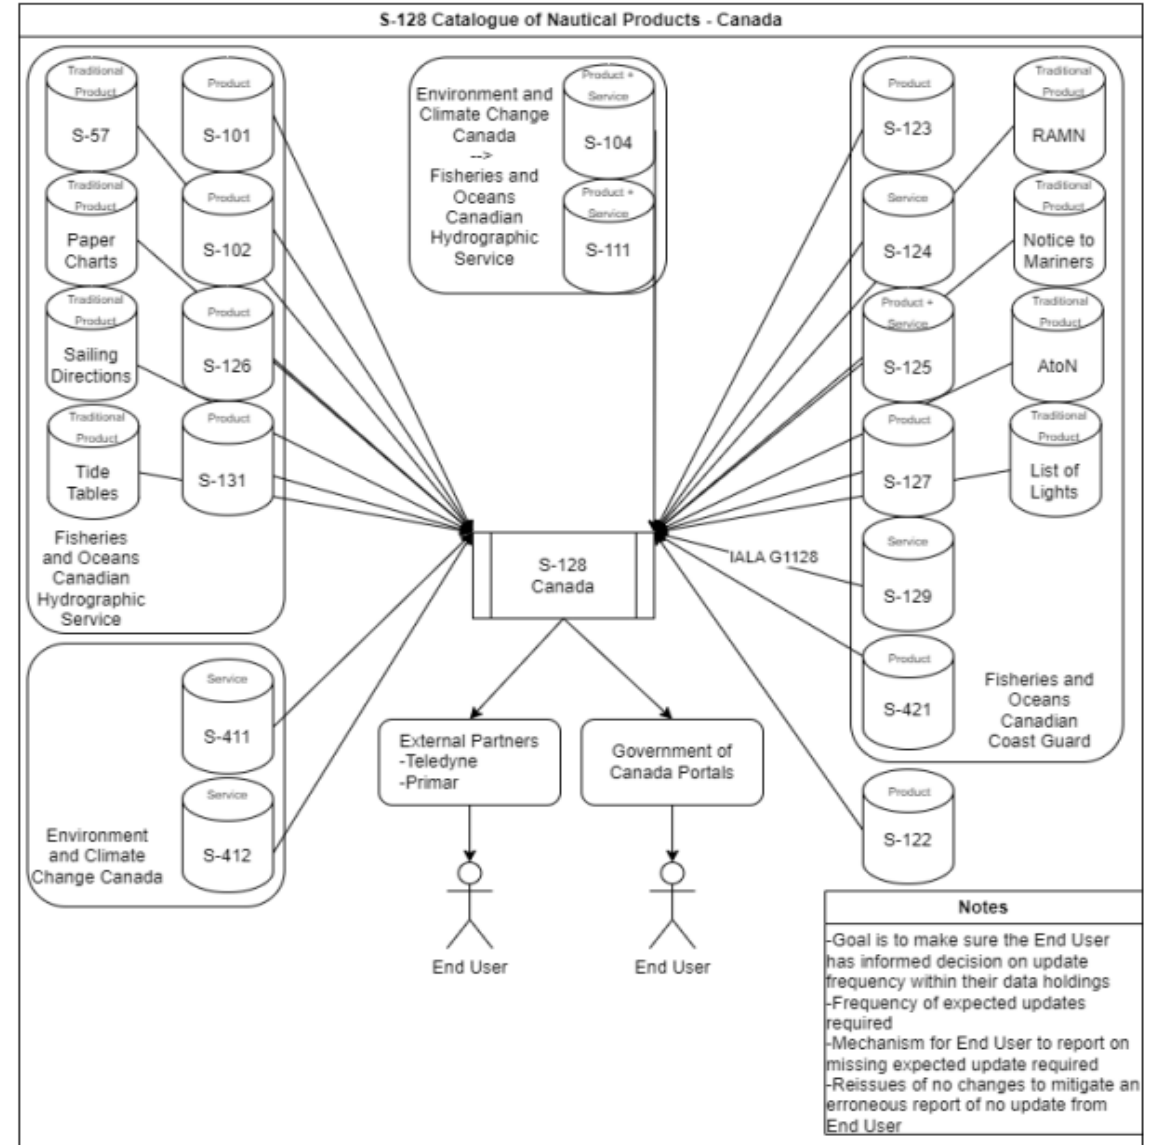 S-128 Catalogue of Nautical Products - Canada
Traditional
Product
S-57
Product
S-101
Traditional
Product
Paper
Charts
Product
S-102
Traditional
Product
Sailing
Directions
Product
S-126
Traditional
Product
Tide
Tables
Product
S-131
Fisheries
and Oceans
Canadian
Hydrographic
Service
Environment and
Climate Change
Canada
-->
Fisheries and
Oceans
Canadian
Hydrographic
Service
Product +
Service
S-104
Product +
Service
S-111
Product
S-123
Traditional
Product
RAMN
Service
S-124
Traditional
Product
Notice to
Mariners
Product +
Service
S-125
Traditional
Product
AtoN
Product
S-127
Traditional
Product
List of
Lights
Service
S-129
IALA G1128
Product
S-421
Fisheries and
Oceans
Canadian
Coast Guard
S-128
Canada
Service
S-411
Service
S-412
Environment
and Climate
Change Canada
External Partners
-Teledyne
-Primar
Government of
Canada Portals
End User
End User
Product
S-122
Notes
-Goal is to make sure the End User
has informed decision on update
frequency within their data holdings
-Frequency of expected updates
required
-Mechanism for End User to report on
missing expected update required
-Reissues of no changes to mitigate an
erroneous report of no update from
End User